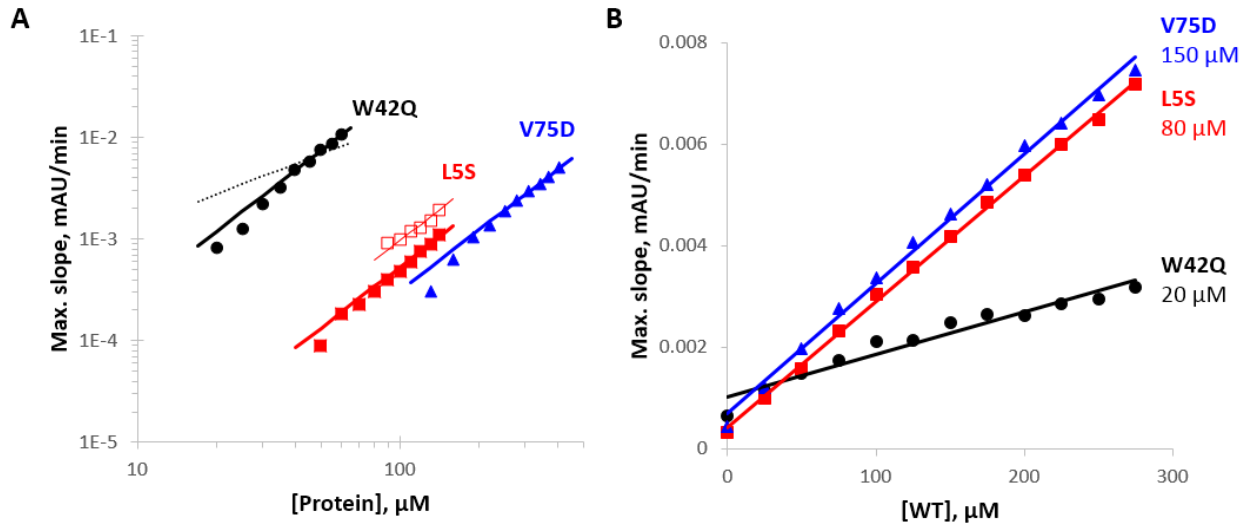 A
Max. slope, mAU/min
1E-1
1E-2
1E-3
1E-4
1E-5
W42Q
L5S
V75D
10
100
[Protein], µM
B
Max. slope, mAU/min
0.008
0.006
0.004
0.002
0
V75D
150 µM
L5S
80 µM
W42Q
20 µM
0
100
200
300
[WT], µM